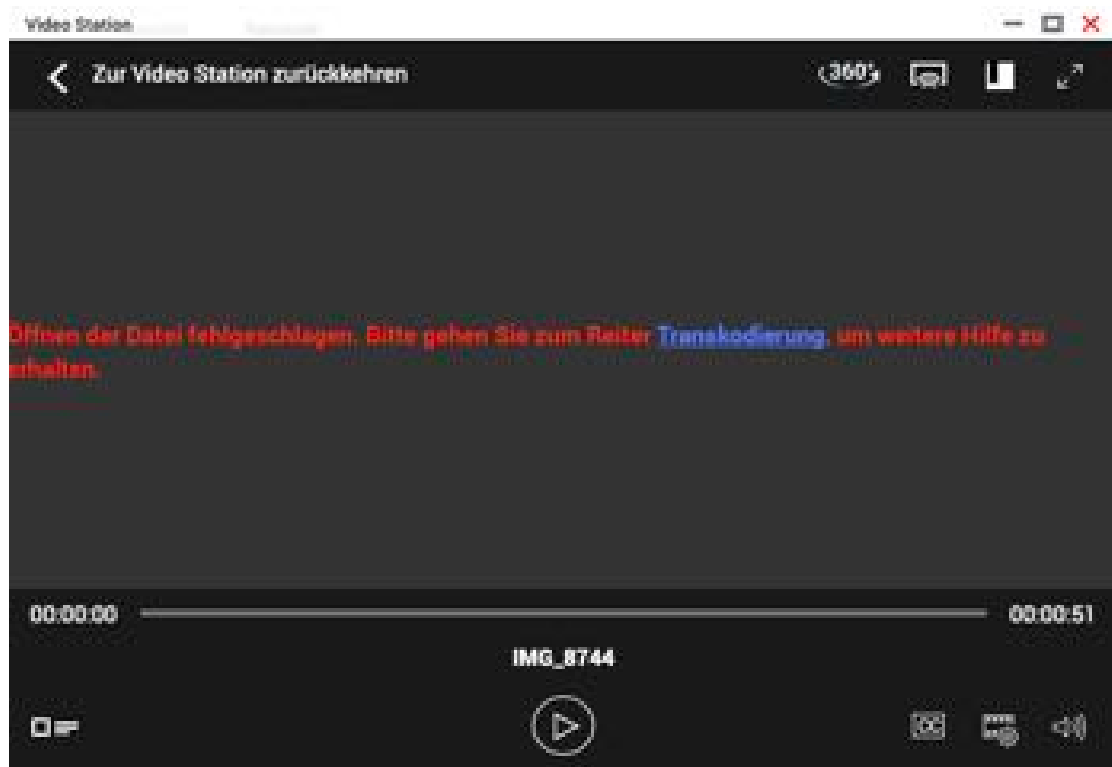 Video Station
Zur Video Station zurückkehren
360°
Öffnen der Datei fehlgeschlagen. Bitte gehen Sie zum Reiter Transkodierung, um weitere Hilfe zu
erhalten.
00:00:00
00:00:51
IMG_8744
CC